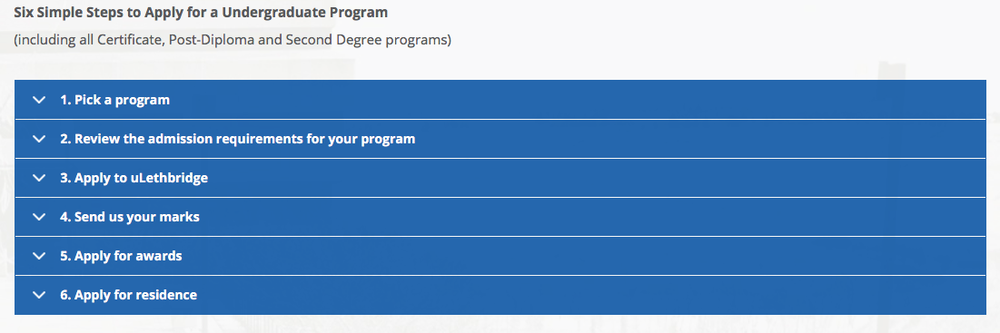 Six Simple Steps to Apply for a Undergraduate Program
(including all Certificate, Post-Diploma and Second Degree programs)
1. Pick a program
2. Review the admission requirements for your program
3. Apply to uLethbridge
4. Send us your marks
5. Apply for awards
6. Apply for residence